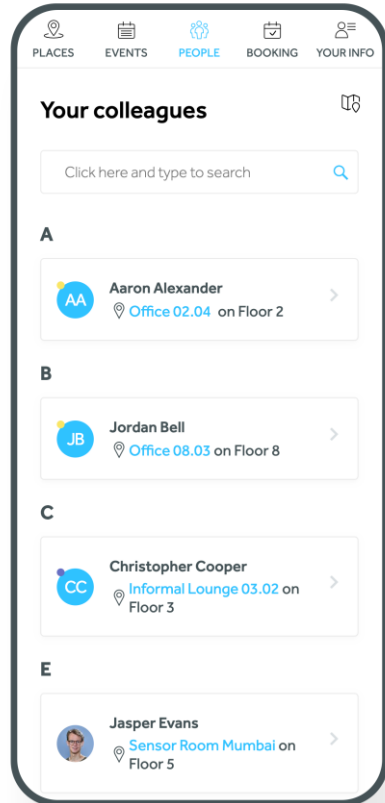 PLACES EVENTS PEOPLE BOOKING YOUR INFO
Your colleagues
Click here and type to search
A
AA
Aaron Alexander
Office 02.04 on Floor 2
B
JB
Jordan Bell
Office 08.03 on Floor 8
C
CC
Christopher Cooper
Informal Lounge 03.02 on
Floor 3
E
Jasper Evans
Sensor Room Mumbai on
Floor 5